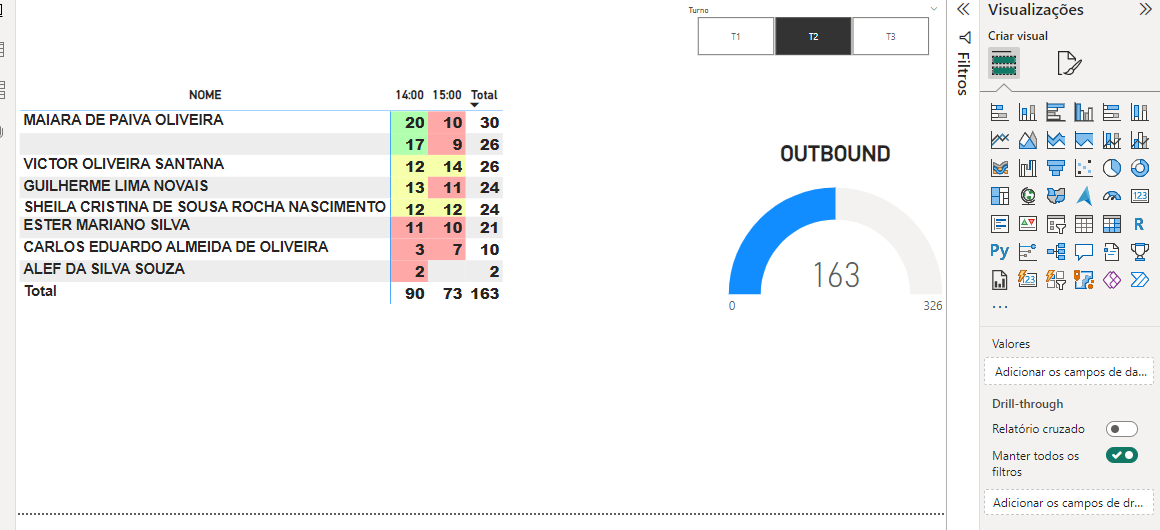 Turno
T1 T2 T3
NOME 14:00 15:00 Total
MAIARA DE PAIVA OLIVEIRA 20 10 30
17 9 26
VICTOR OLIVEIRA SANTANA 12 14 26
GUILHERME LIMA NOVAIS 13 11 24
SHEILA CRISTINA DE SOUSA ROCHA NASCIMENTO 12 12 24
ESTER MARIANO SILVA 11 10 21
CARLOS EDUARDO ALMEIDA DE OLIVEIRA 3 7 10
ALEF DA SILVA SOUZA 2 2
Total 90 73 163
OUTBOUND
163
0 326
Filtros
Visualizações
Criar visual
123
R
Py
123
...
Valores
Adicionar os campos de da...
Drill-through
Relatório cruzado
Manter todos os
filtros
Adicionar os campos de dr...